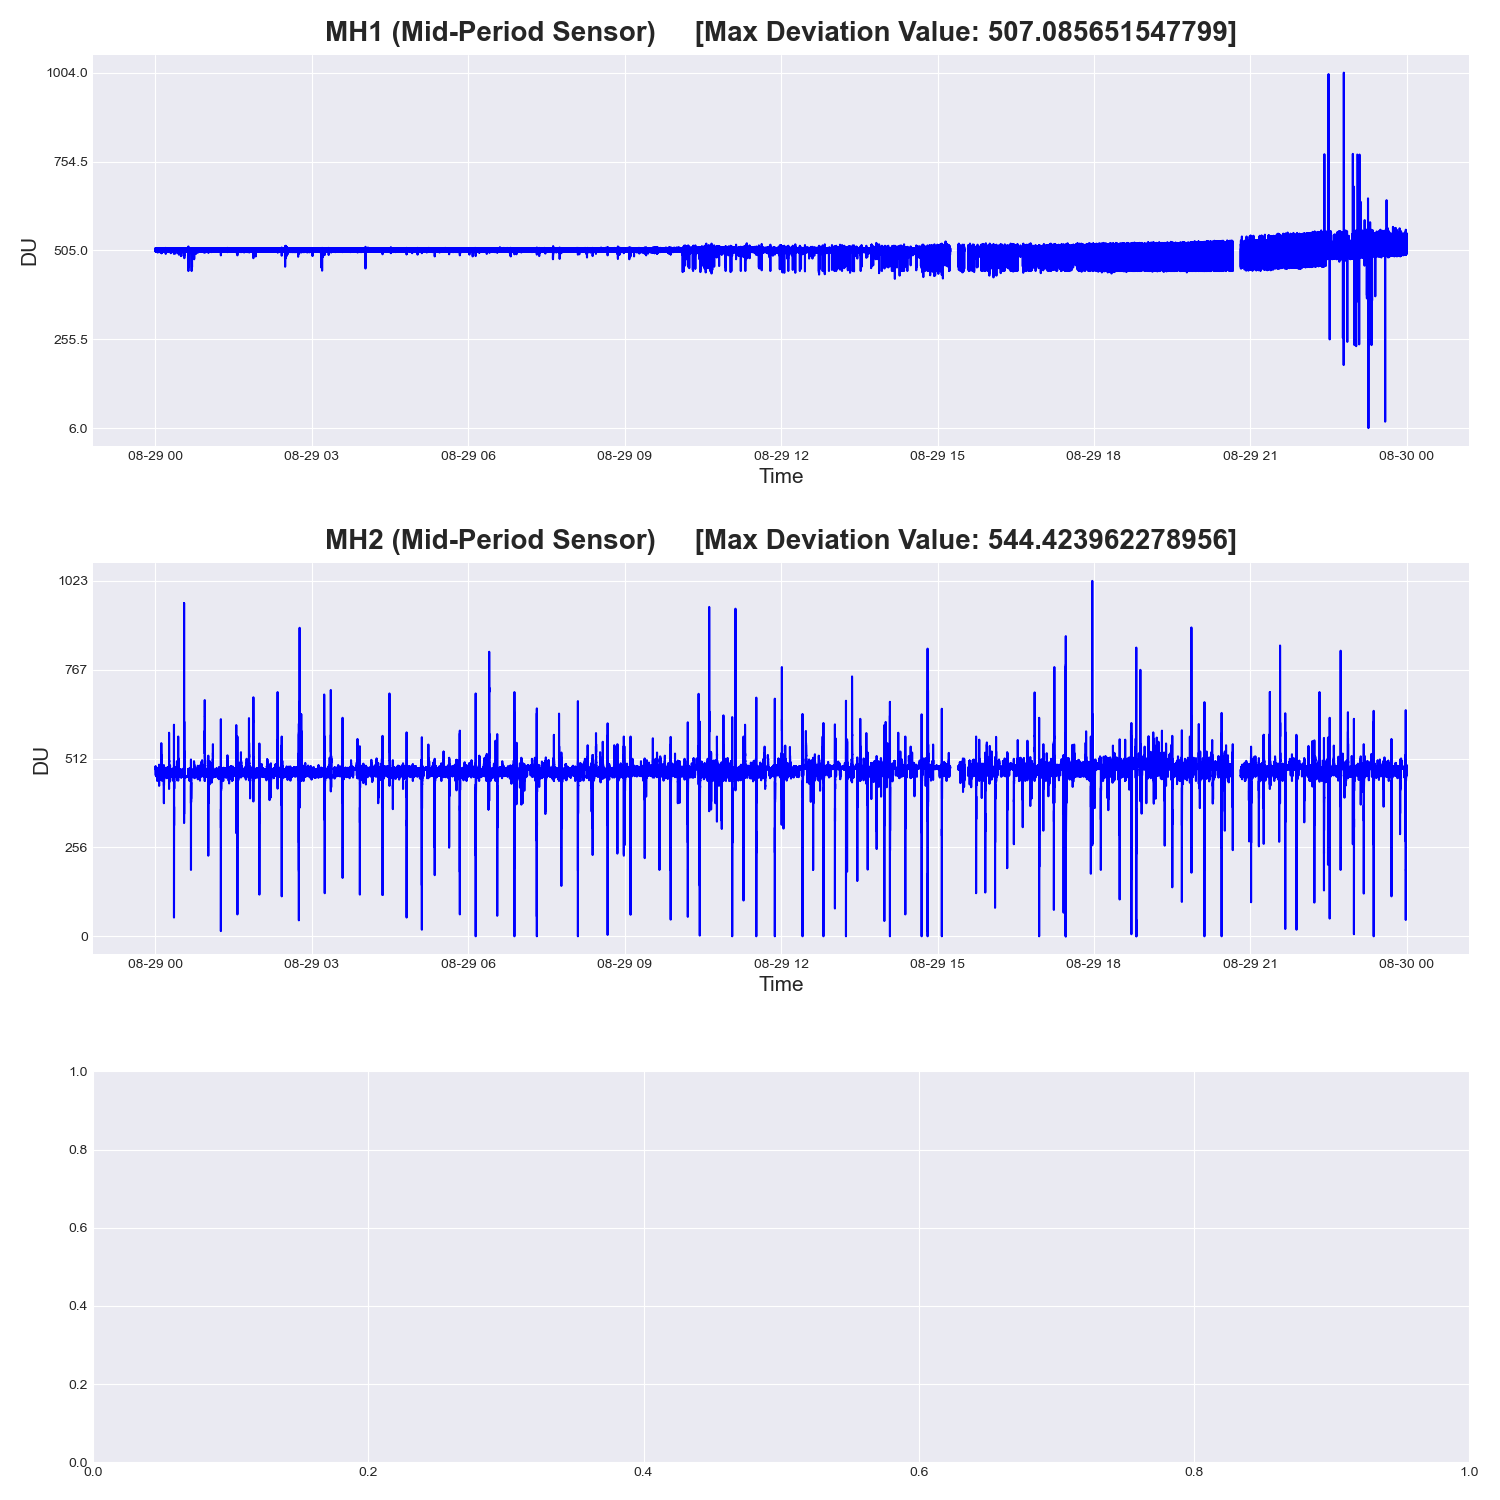 MH1 (Mid-Period Sensor) [Max Deviation Value: 507.085651547799]
1004.0
754.5
505.0
255.5
6.0
DU
08-29 00 08-29 03 08-29 06 08-29 09 08-29 12 08-29 15 08-29 18 08-29 21 08-30 00
Time
MH2 (Mid-Period Sensor) [Max Deviation Value: 544.423962278956]
1023
767
512
256
0
DU
08-29 00 08-29 03 08-29 06 08-29 09 08-29 12 08-29 15 08-29 18 08-29 21 08-30 00
Time
1.0
0.8
0.6
0.4
0.2
0.0
0.0 0.2 0.4 0.6 0.8 1.0